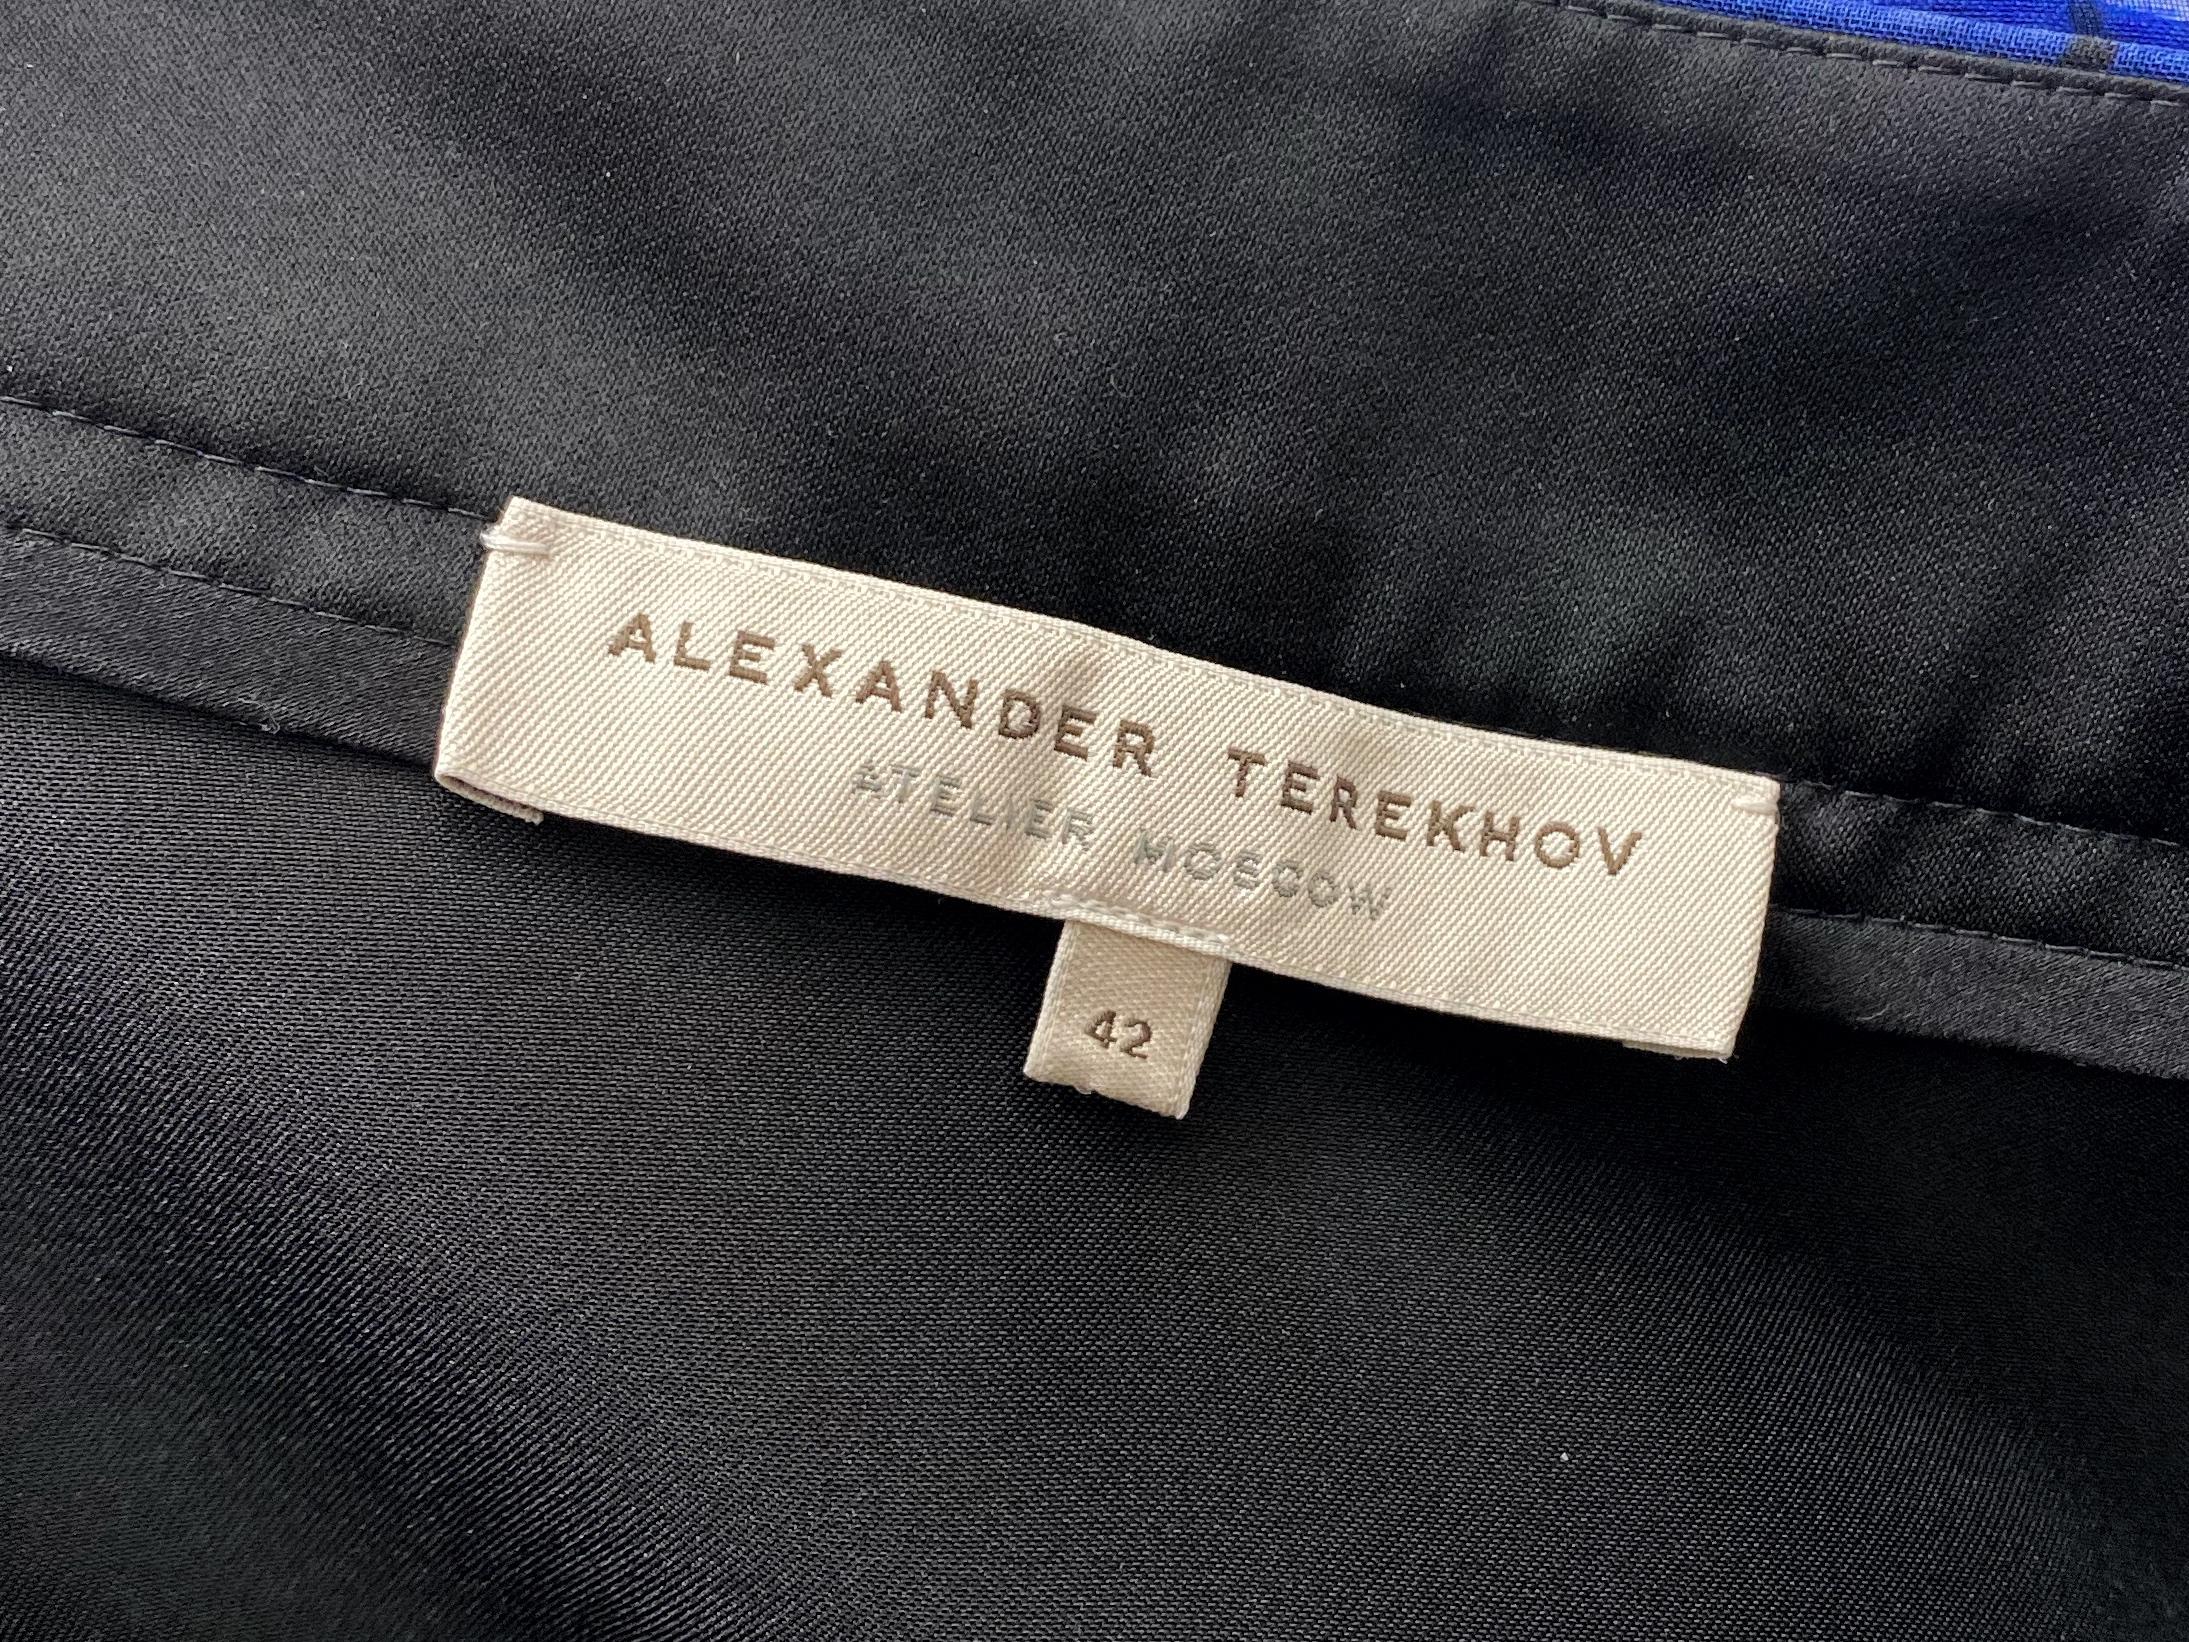 ALEXANDER TEREKHOV
ATELIER MOSCOW
42